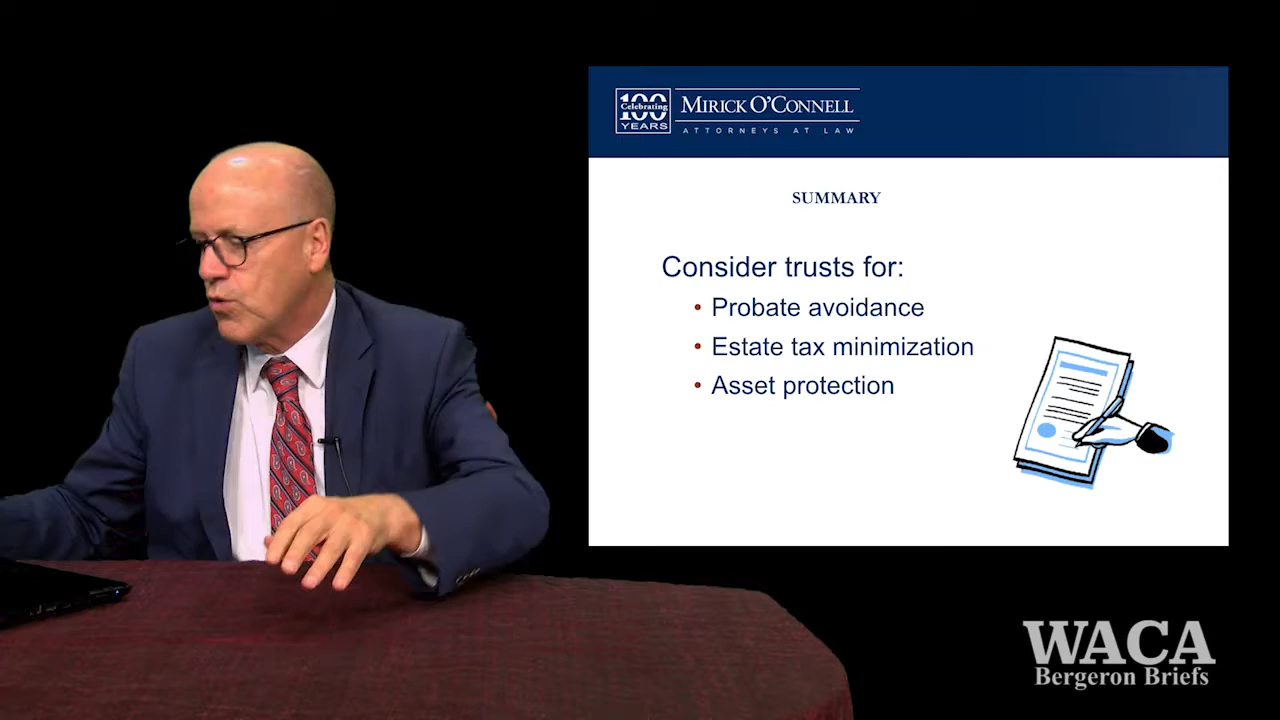 Celebrating
100
YEARS
MIRICK O'CONNELL
ATTORNEYS AT LAW
SUMMARY
Consider trusts for:
• Probate avoidance
• Estate tax minimization
• Asset protection
WACA
Bergeron Briefs